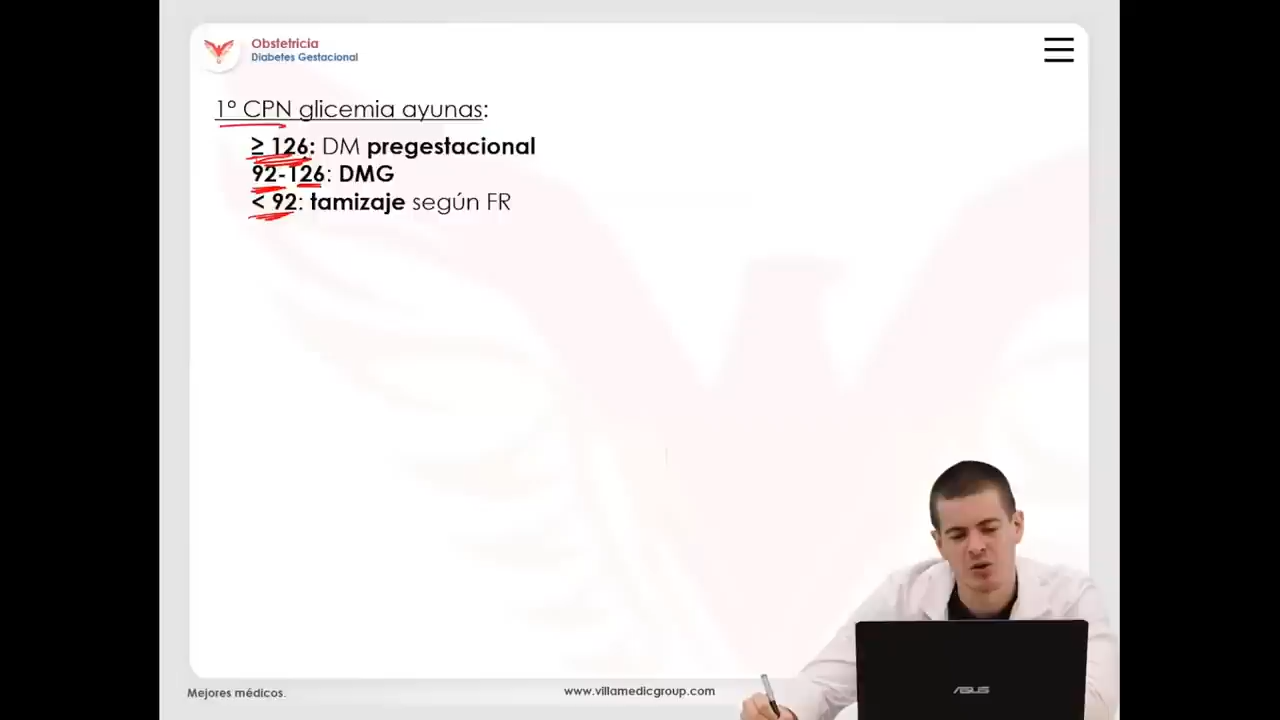 Obstetricia
Diabetes Gestacional
1º CPN glicemia ayunas:
≥ 126: DM pregestacional
92-126: DMG
< 92: tamizaje según FR
ASUS
Mejores médicos.
www.villamedicgroup.com